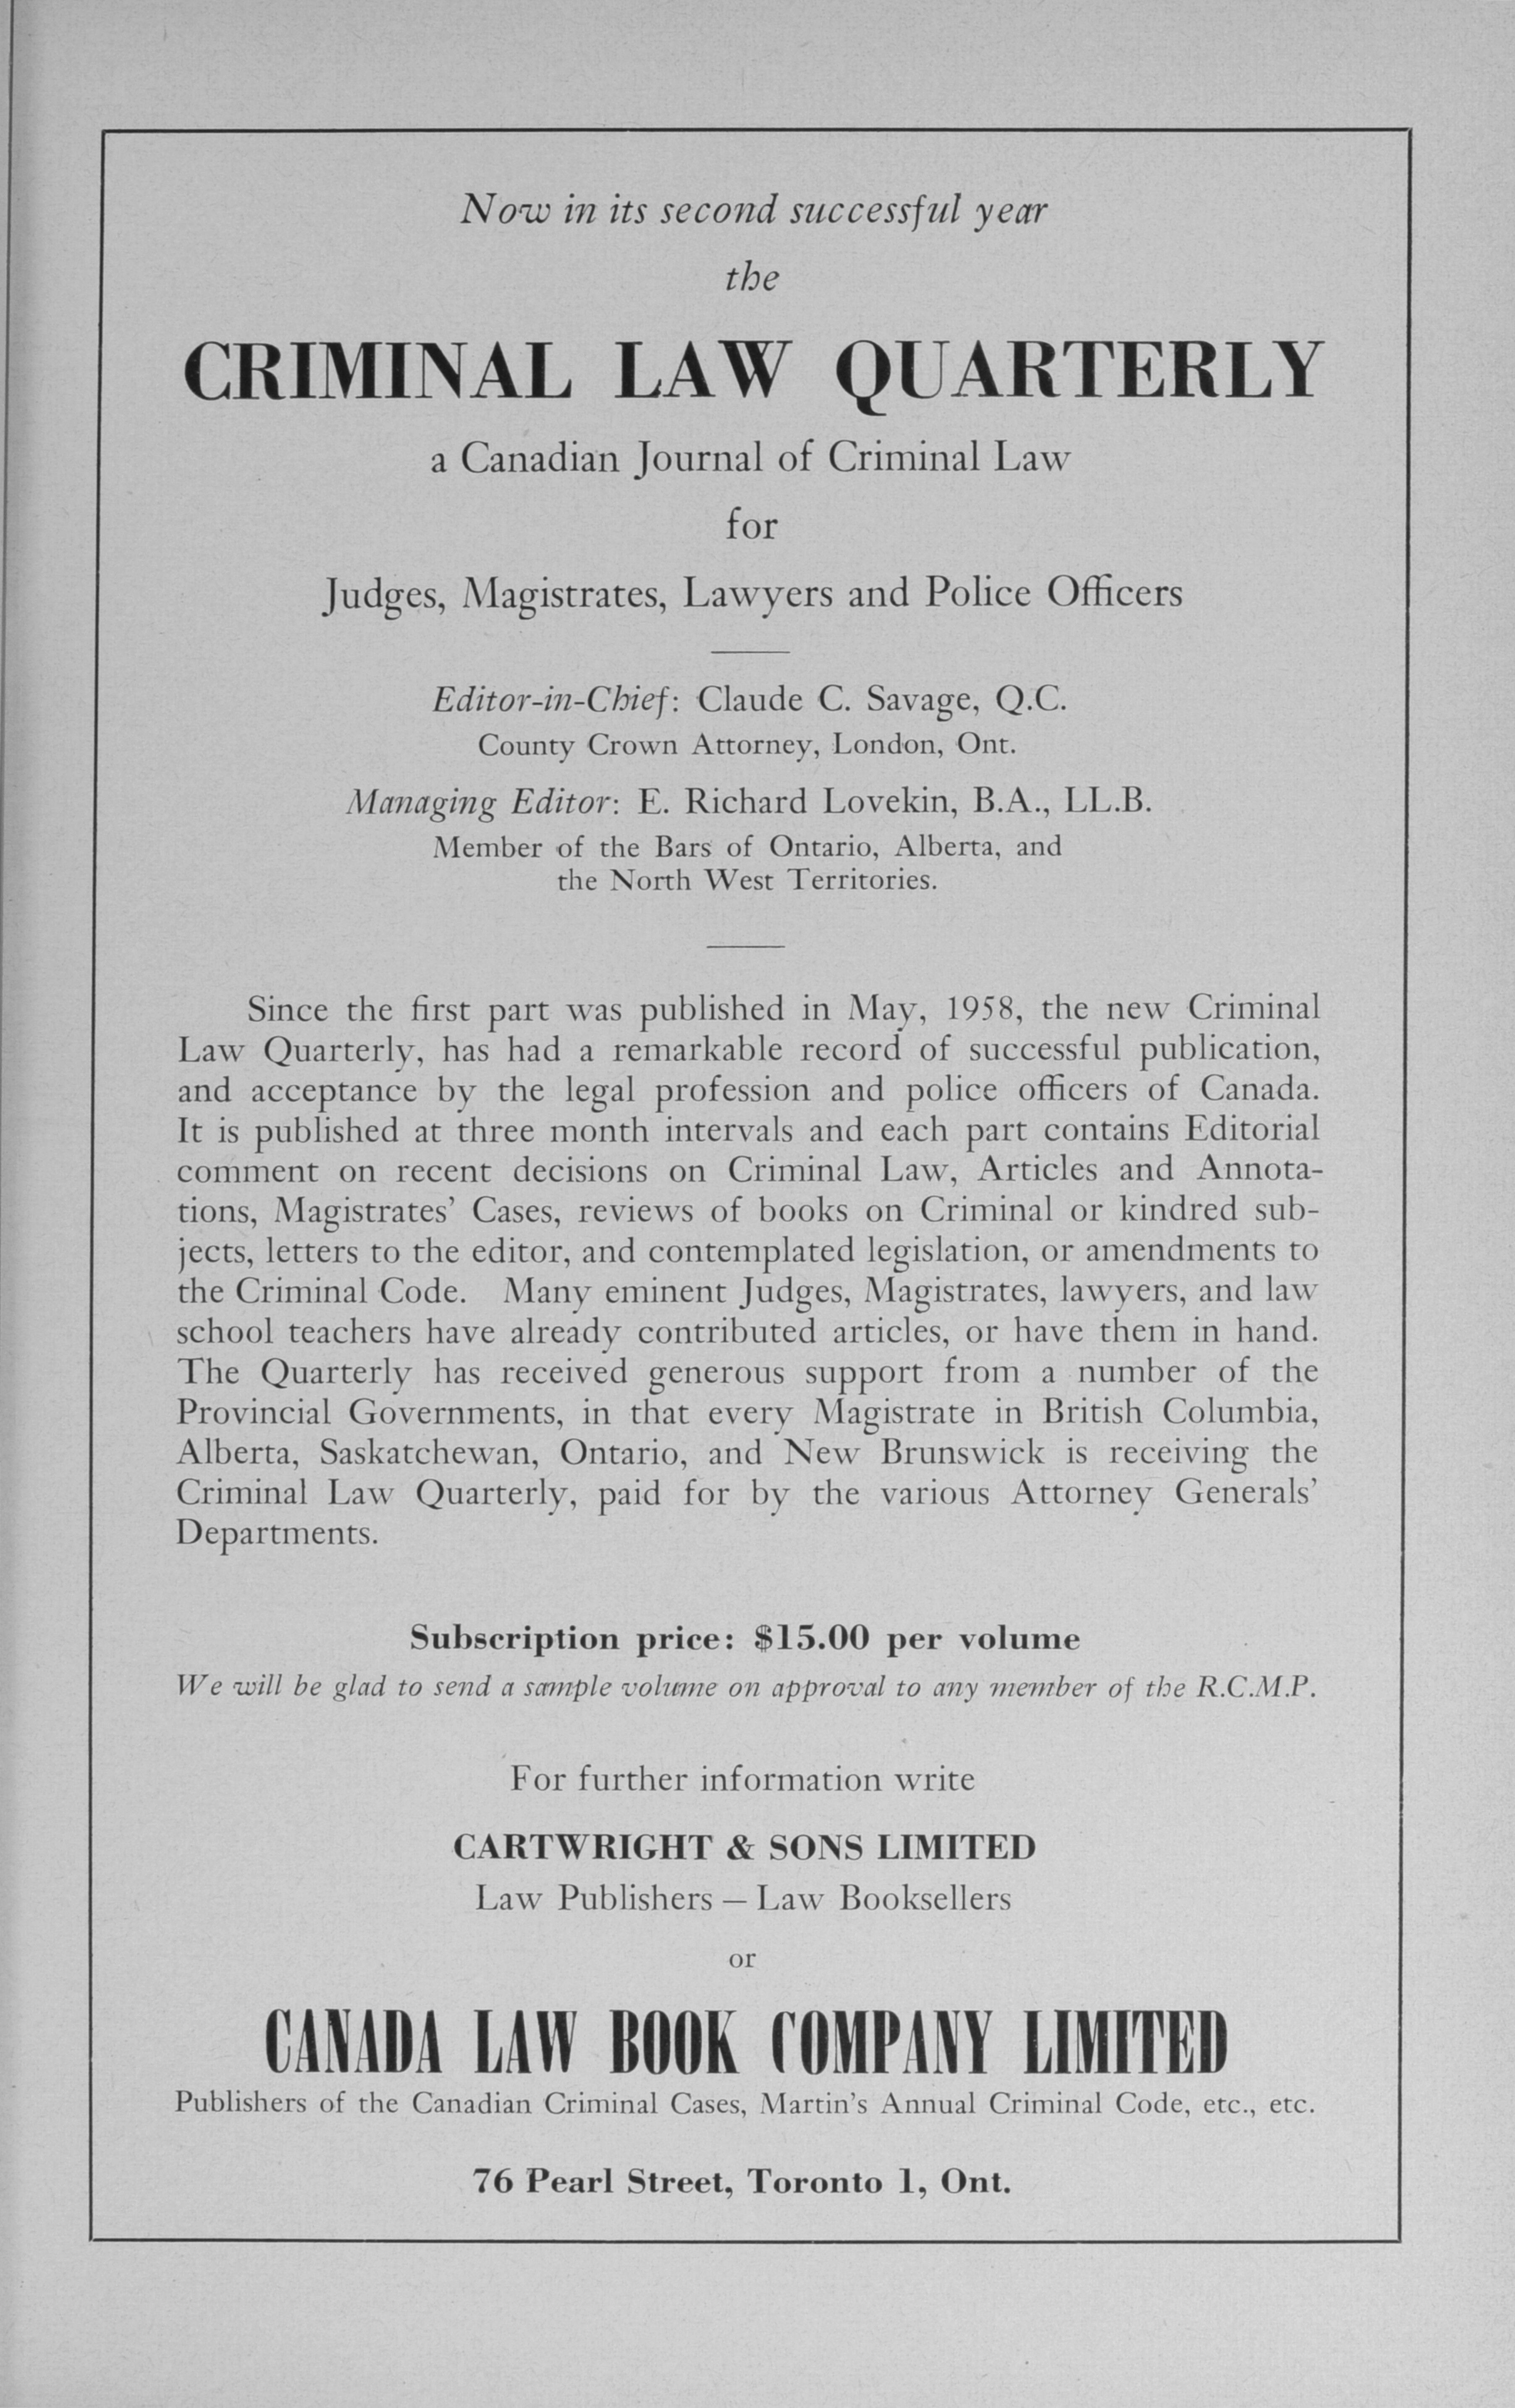 Now in its second successful year
the
CRIMINAL LAW QUARTERLY
a Canadian Journal of Criminal Law
for
Judges, Magistrates, Lawyers and Police Officers
Editor-in-Chief: Claude C. Savage, Q.C.
County Crown Attorney, London, Ont.
Managing Editor: E. Richard Lovekin, B.A., LL.B.
Member of the Bars of Ontario, Alberta, and
the North West Territories.
Since the first part was published in May, 1958, the new Criminal
Law Quarterly, has had a remarkable record of successful publication,
and acceptance by the legal profession and police officers of Canada.
It is published at three month intervals and each part contains Editorial
comment on recent decisions on Criminal Law, Articles and Annota-
tions, Magistrates' Cases, reviews of books on Criminal or kindred sub-
jects, letters to the editor, and contemplated legislation, or amendments to
the Criminal Code. Many eminent Judges, Magistrates, lawyers, and law
school teachers have already contributed articles, or have them in hand.
The Quarterly has received generous support from a number of the
Provincial Governments, in that every Magistrate in British Columbia,
Alberta, Saskatchewan, Ontario, and New Brunswick is receiving the
Criminal Law Quarterly, paid for by the various Attorney Generals'
Departments.
Subscription price: $15.00 per volume
We will be glad to send a sample volume on approval to any member of the R.C.M.P.
For further information write
CARTWRIGHT & SONS LIMITED
Law Publishers — Law Booksellers
or
CANADA LAW BOOK COMPANY LIMITED
Publishers of the Canadian Criminal Cases, Martin's Annual Criminal Code, etc., etc.
76 Pearl Street, Toronto 1, Ont.